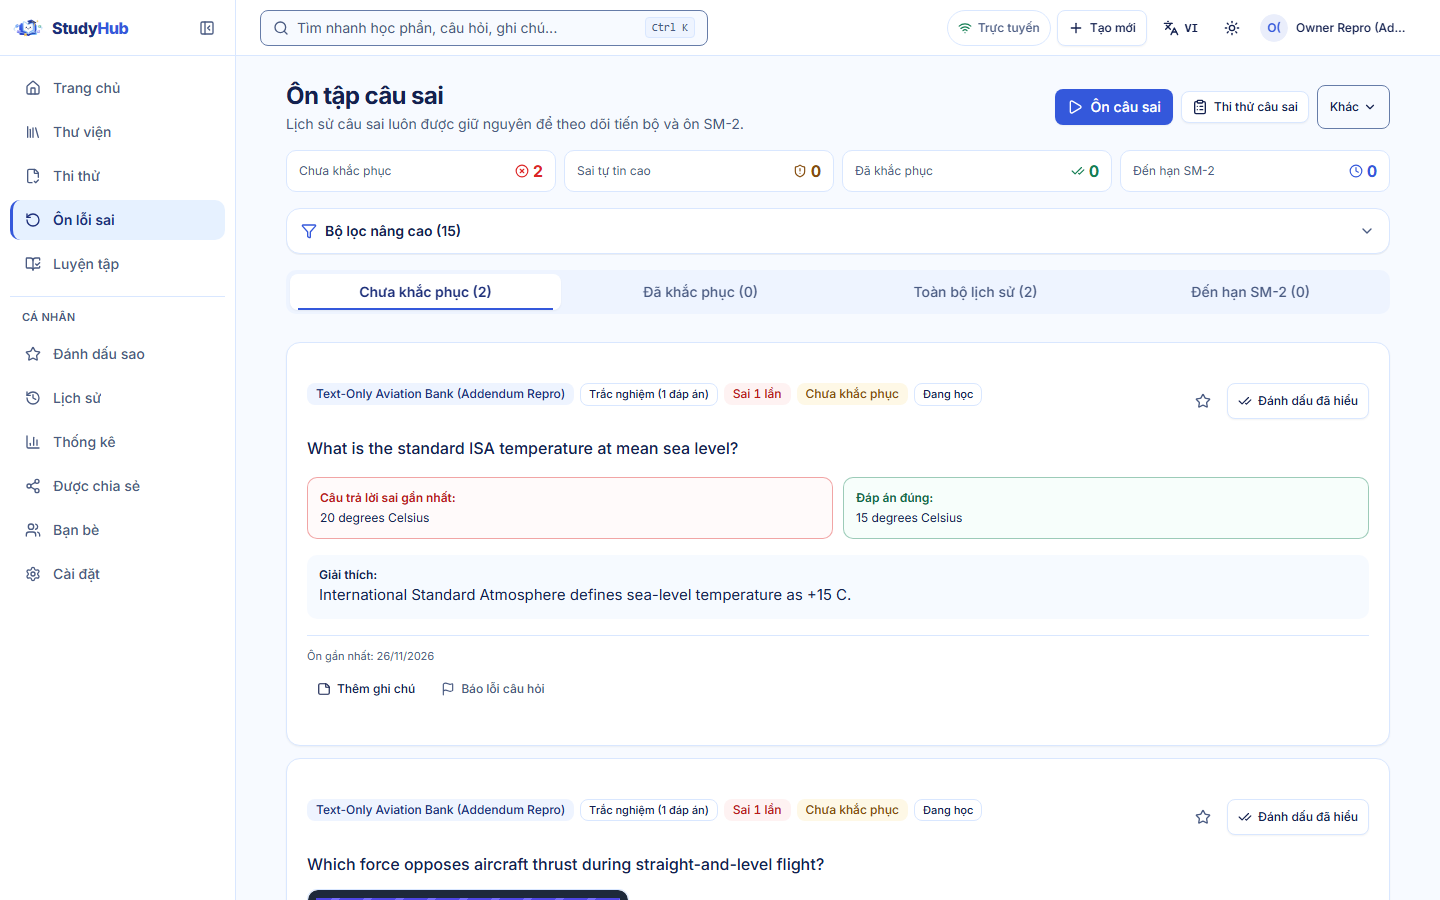 StudyHub
Tìm nhanh học phần, câu hỏi, ghi chú...
Ctrl K
Trực tuyến
Tạo mới
VI
O(
Owner Repro (Ad...
Trang chủ
Thư viện
Thi thử
Ôn lỗi sai
Luyện tập
CÁ NHÂN
Đánh dấu sao
Lịch sử
Thống kê
Được chia sẻ
Bạn bè
Cài đặt
Ôn tập câu sai
Lịch sử câu sai luôn được giữ nguyên để theo dõi tiến bộ và ôn SM-2.
Ôn câu sai
Thi thử câu sai
Khác
Chưa khắc phục 2
Sai tự tin cao 0
Đã khắc phục 0
Đến hạn SM-2 0
Bộ lọc nâng cao (15)
Chưa khắc phục (2)
Đã khắc phục (0)
Toàn bộ lịch sử (2)
Đến hạn SM-2 (0)
Text-Only Aviation Bank (Addendum Repro)
Trắc nghiệm (1 đáp án)
Sai 1 lần
Chưa khắc phục
Đang học
Đánh dấu đã hiểu
What is the standard ISA temperature at mean sea level?
Câu trả lời sai gần nhất:
20 degrees Celsius
Đáp án đúng:
15 degrees Celsius
Giải thích:
International Standard Atmosphere defines sea-level temperature as +15 C.
Ôn gần nhất: 26/11/2026
Thêm ghi chú
Báo lỗi câu hỏi
Text-Only Aviation Bank (Addendum Repro)
Trắc nghiệm (1 đáp án)
Sai 1 lần
Chưa khắc phục
Đang học
Đánh dấu đã hiểu
Which force opposes aircraft thrust during straight-and-level flight?